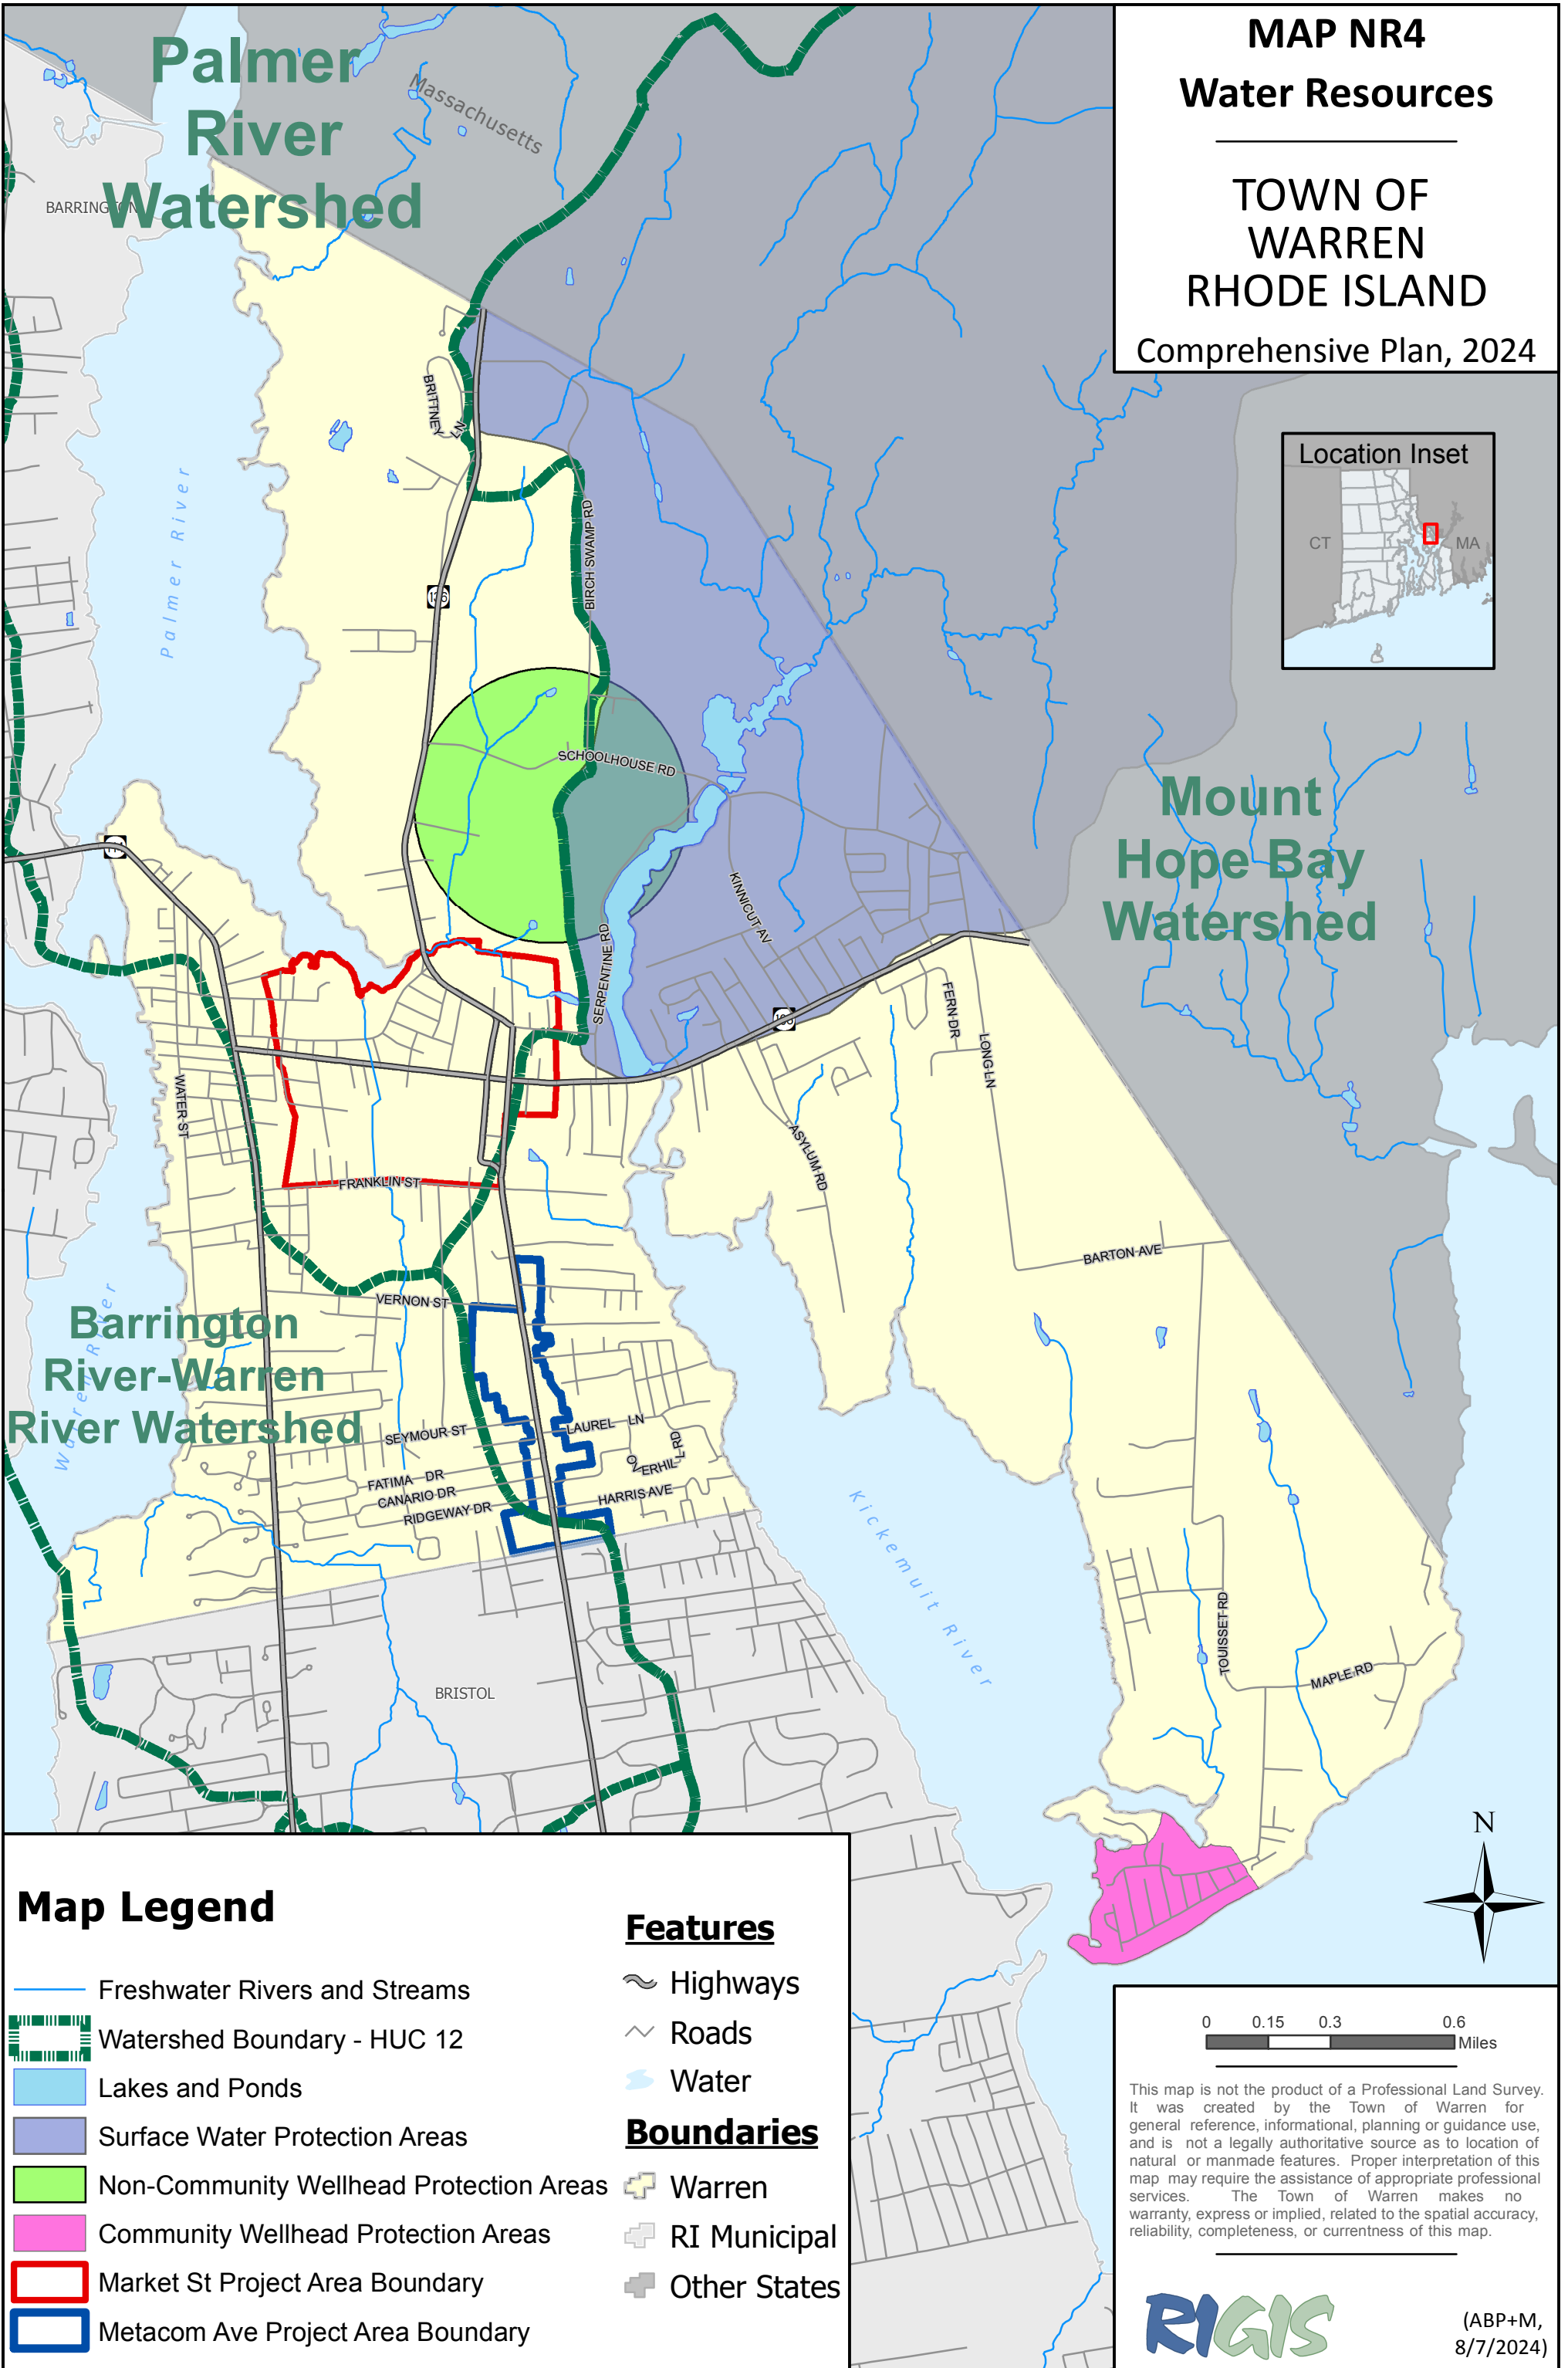 MAP NR4
Water Resources
TOWN OF
WARREN
RHODE ISLAND
Comprehensive Plan, 2024
Palmer
River
Watershed
Massachusetts
BARRINGTON
Location Inset
CT
MA
BRITTNEY
LN
Palmer River
BIRCH SWAMP RD
136
SCHOOLHOUSE RD
Mount
Hope Bay
Watershed
114
KINNICUT AV
SERPENTINE RD
FERN DR
LONG LN
WATER ST
ASYLUM RD
FRANKLIN ST
BARTON AVE
VERNON ST
Barrington
River-Warren
River Watershed
Warren River
SEYMOUR ST
LAUREL LN
OVERHILL RD
FATIMA DR
CANARIO DR
RIDGEWAY DR
HARRIS AVE
Kickemuit River
TOUISSET RD
MAPLE RD
BRISTOL
N
Map Legend
Freshwater Rivers and Streams
Watershed Boundary - HUC 12
Lakes and Ponds
Surface Water Protection Areas
Non-Community Wellhead Protection Areas
Community Wellhead Protection Areas
Market St Project Area Boundary
Metacom Ave Project Area Boundary
Features
Highways
Roads
Water
Boundaries
Warren
RI Municipal
Other States
0 0.15 0.3 0.6
Miles
This map is not the product of a Professional Land Survey.
It was created by the Town of Warren for
general reference, informational, planning or guidance use,
and is not a legally authoritative source as to location of
natural or manmade features. Proper interpretation of this
map may require the assistance of appropriate professional
services. The Town of Warren makes no
warranty, express or implied, related to the spatial accuracy,
reliability, completeness, or currentness of this map.
RIGIS
(ABP+M,
8/7/2024)